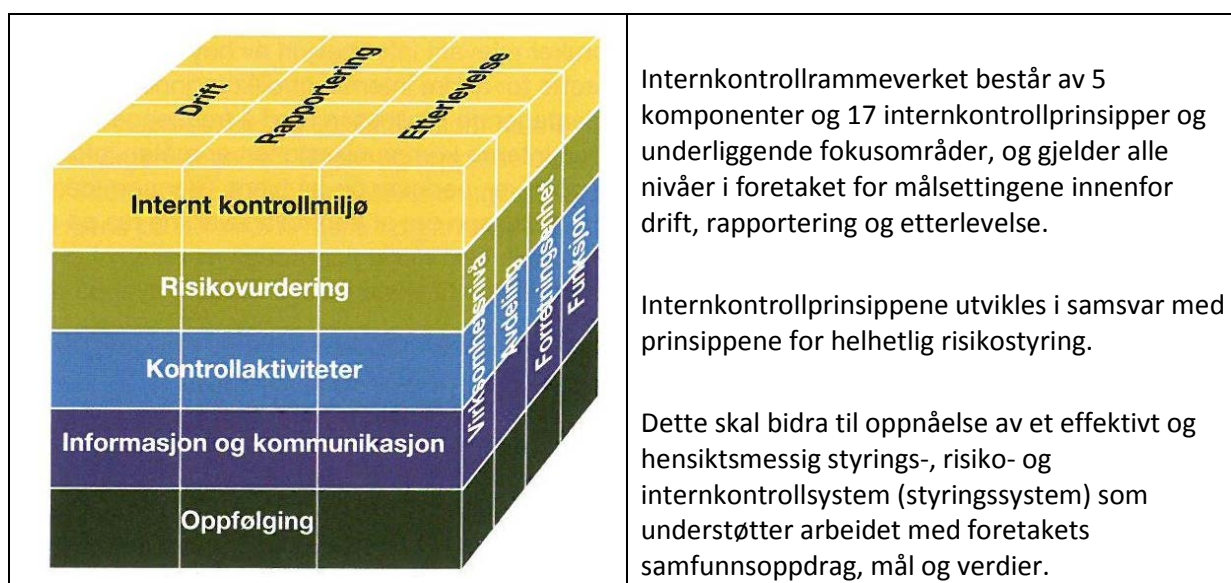 Drift
Rapportering
Etterlevelse
Internt kontrollmiljø
Risikovurdering
Kontrollaktiviteter
Informasjon og kommunikasjon
Oppfølging
Virksomhetsnivå
Avdeling
Forretningsenhet
Funksjon
Internkontrollrammeverket består av 5
komponenter og 17 internkontrollprinsipper og
underliggende fokusområder, og gjelder alle
nivåer i foretaket for målsettingene innenfor
drift, rapportering og etterlevelse.
Internkontrollprinsippene utvikles i samsvar med
prinsippene for helhetlig risikostyring.
Dette skal bidra til oppnåelse av et effektivt og
hensiktsmessig styrings-, risiko- og
internkontrollsystem (styringssystem) som
understøtter arbeidet med foretakets
samfunnsoppdrag, mål og verdier.